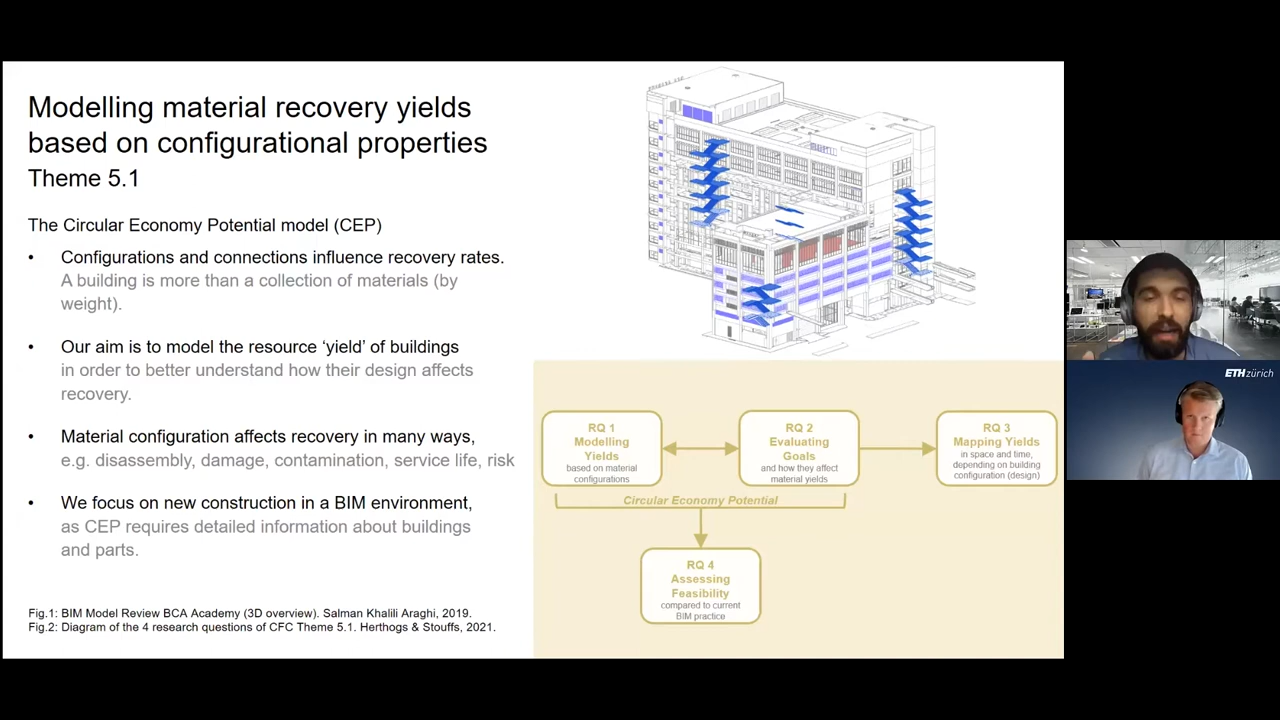 Modelling material recovery yields
based on configurational properties
Theme 5.1
The Circular Economy Potential model (CEP)
• Configurations and connections influence recovery rates.
A building is more than a collection of materials (by
weight).
• Our aim is to model the resource ‘yield’ of buildings
in order to better understand how their design affects
recovery.
• Material configuration affects recovery in many ways,
e.g. disassembly, damage, contamination, service life, risk
• We focus on new construction in a BIM environment,
as CEP requires detailed information about buildings
and parts.
Fig.1: BIM Model Review BCA Academy (3D overview). Salman Khalili Araghi, 2019.
Fig.2: Diagram of the 4 research questions of CFC Theme 5.1. Herthogs & Stouffs, 2021.
RQ 1
Modelling
Yields
based on material
configurations
RQ 2
Evaluating
Goals
and how they affect
material yields
RQ 3
Mapping Yields
in space and time,
depending on building
configuration (design)
Circular Economy Potential
RQ 4
Assessing
Feasibility
compared to current
BIM practice
ETH zürich